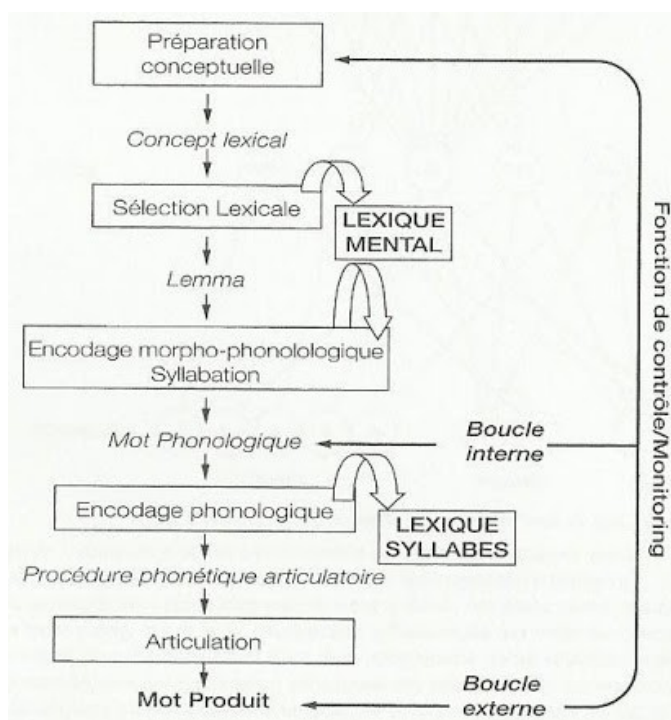 Préparation
conceptuelle
Concept lexical
Sélection Lexicale
LEXIQUE
MENTAL
Lemma
Encodage morpho-phonolologique
Syllabation
Mot Phonologique
Boucle
interne
Encodage phonologique
LEXIQUE
SYLLABES
Procédure phonétique articulatoire
Articulation
Mot Produit
Boucle
externe
Fonction de contrôle/Monitoring